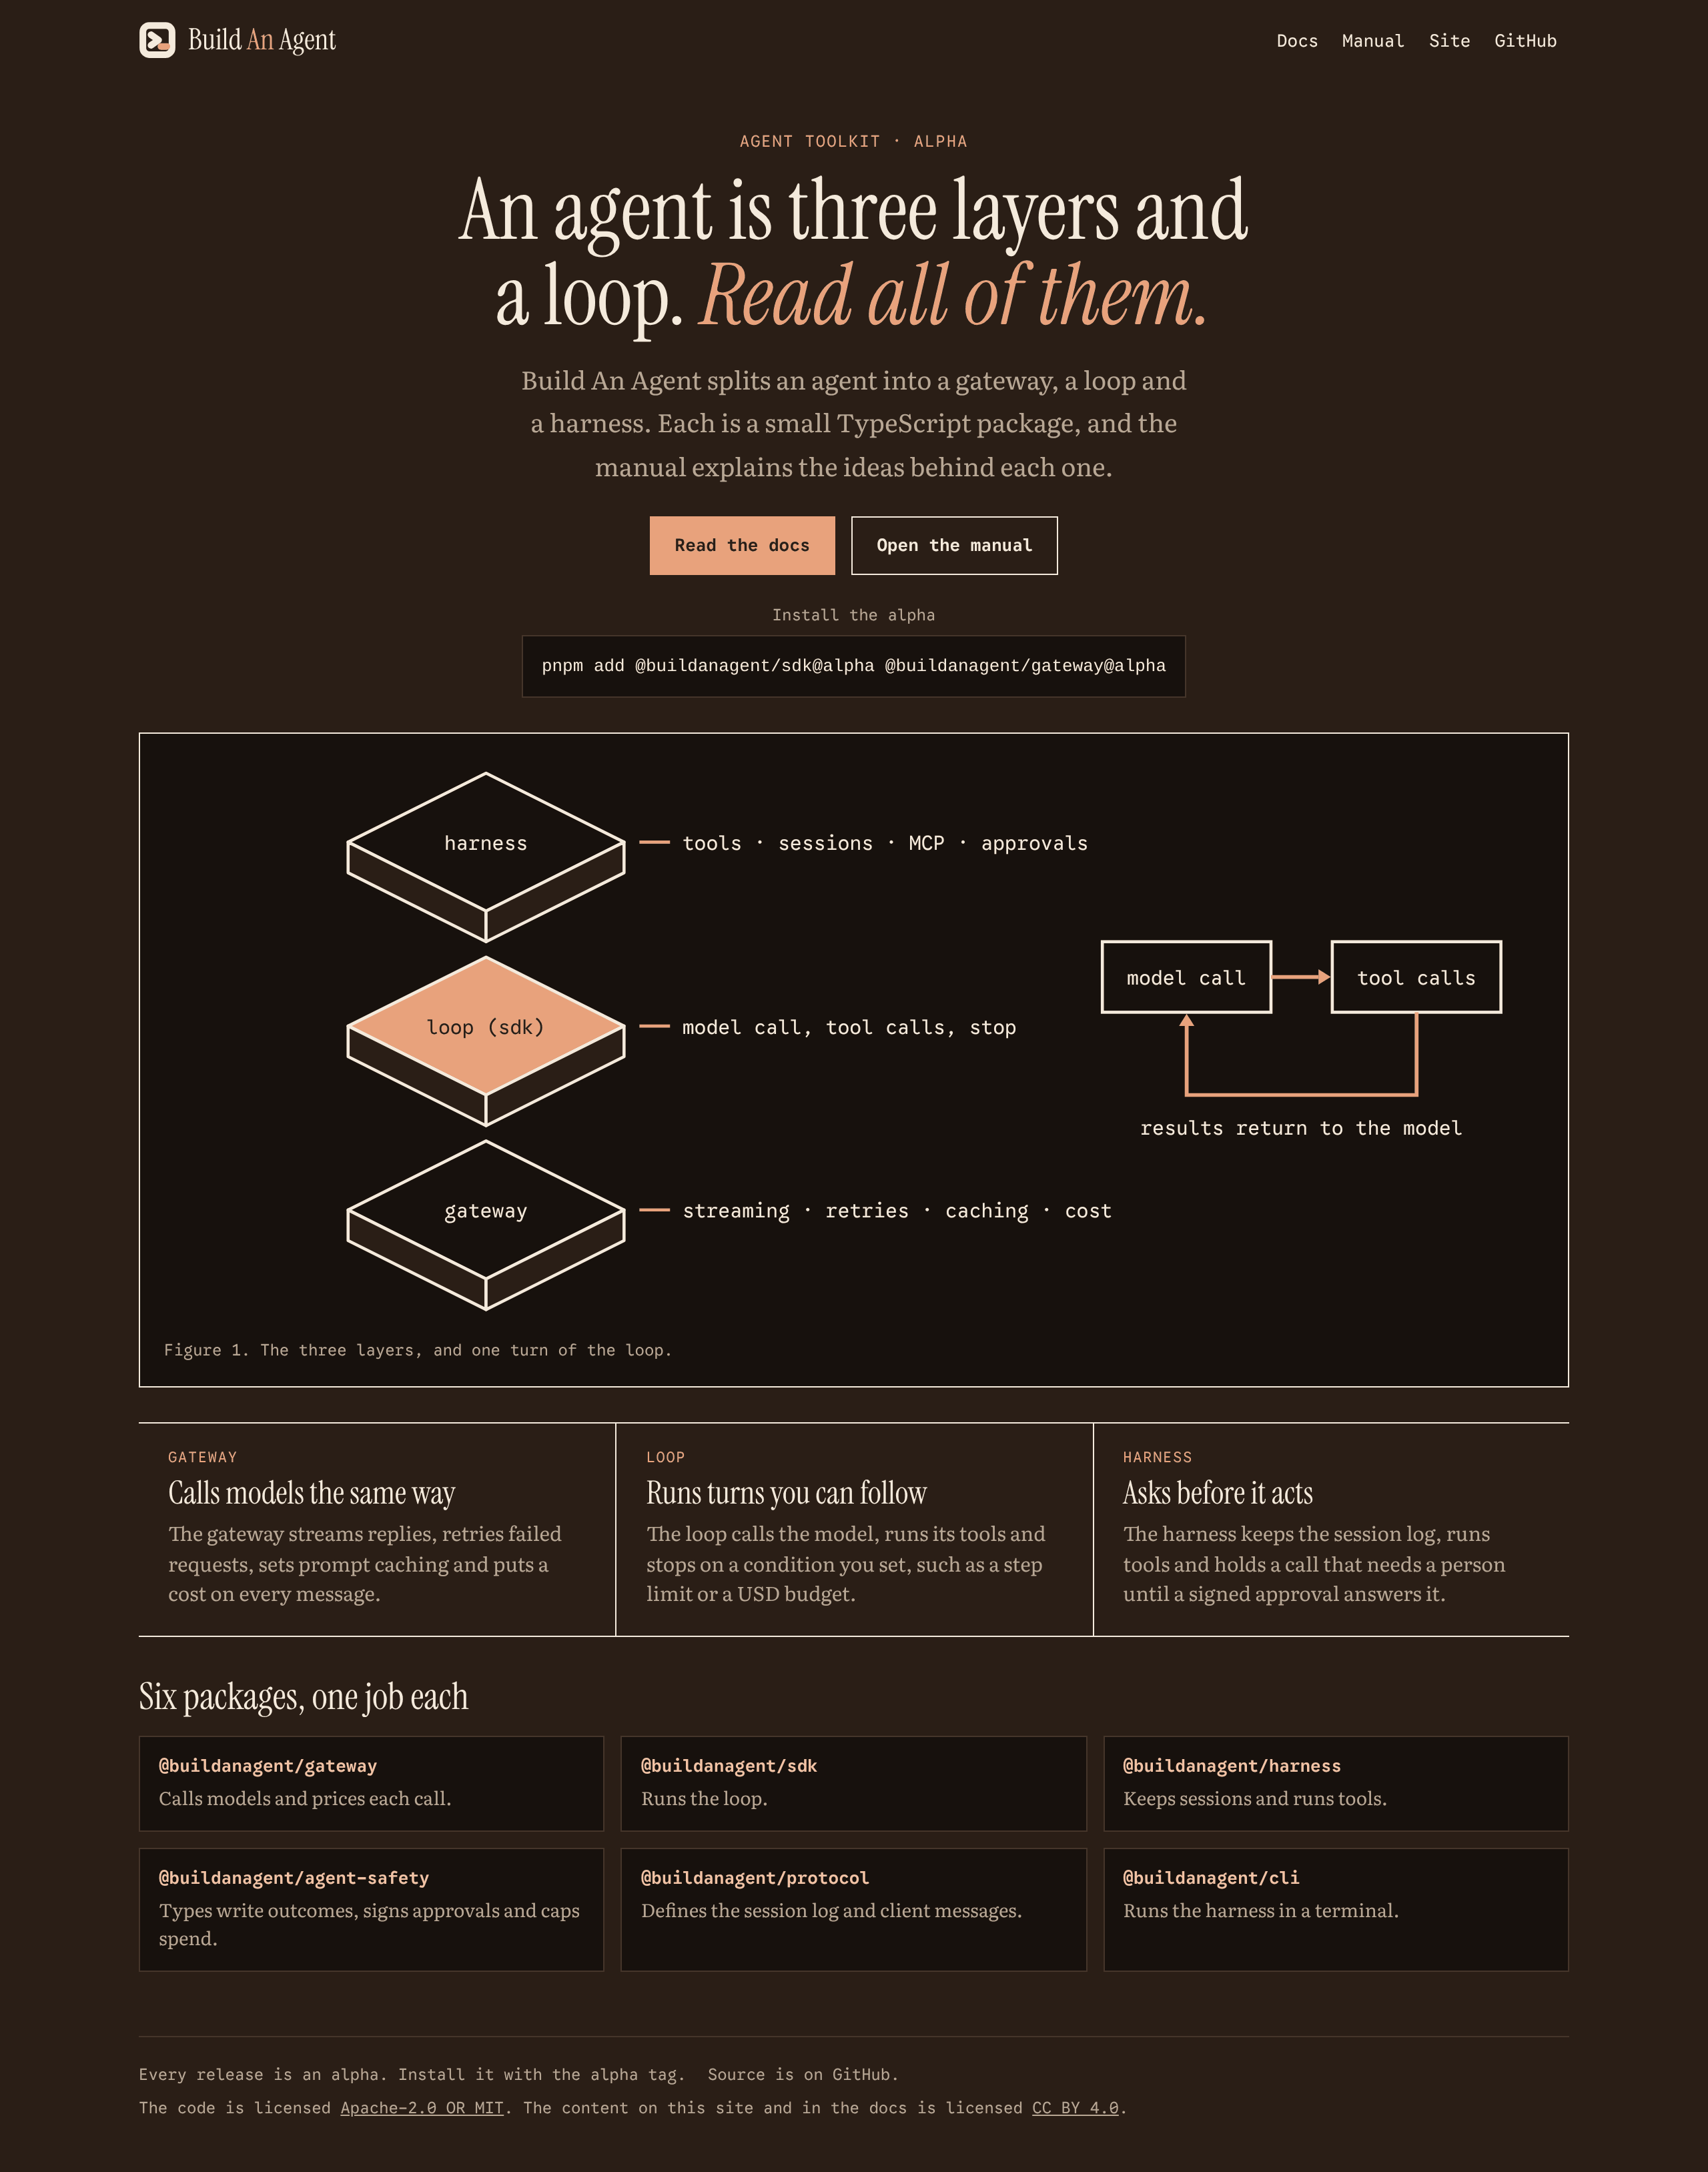 Build An Agent
Docs Manual Site GitHub
AGENT TOOLKIT · ALPHA
An agent is three layers and
a loop. Read all of them.
Build An Agent splits an agent into a gateway, a loop and
a harness. Each is a small TypeScript package, and the
manual explains the ideas behind each one.
Read the docs
Open the manual
Install the alpha
pnpm add @buildanagent/sdk@alpha @buildanagent/gateway@alpha
harness
tools · sessions · MCP · approvals
model call
tool calls
loop (sdk)
model call, tool calls, stop
results return to the model
gateway
streaming · retries · caching · cost
Figure 1. The three layers, and one turn of the loop.
GATEWAY
Calls models the same way
The gateway streams replies, retries failed
requests, sets prompt caching and puts a
cost on every message.
LOOP
Runs turns you can follow
The loop calls the model, runs its tools and
stops on a condition you set, such as a step
limit or a USD budget.
HARNESS
Asks before it acts
The harness keeps the session log, runs
tools and holds a call that needs a person
until a signed approval answers it.
Six packages, one job each
@buildanagent/gateway
Calls models and prices each call.
@buildanagent/sdk
Runs the loop.
@buildanagent/harness
Keeps sessions and runs tools.
@buildanagent/agent-safety
Types write outcomes, signs approvals and caps
spend.
@buildanagent/protocol
Defines the session log and client messages.
@buildanagent/cli
Runs the harness in a terminal.
Every release is an alpha. Install it with the alpha tag. Source is on GitHub.
The code is licensed Apache-2.0 OR MIT. The content on this site and in the docs is licensed CC BY 4.0.